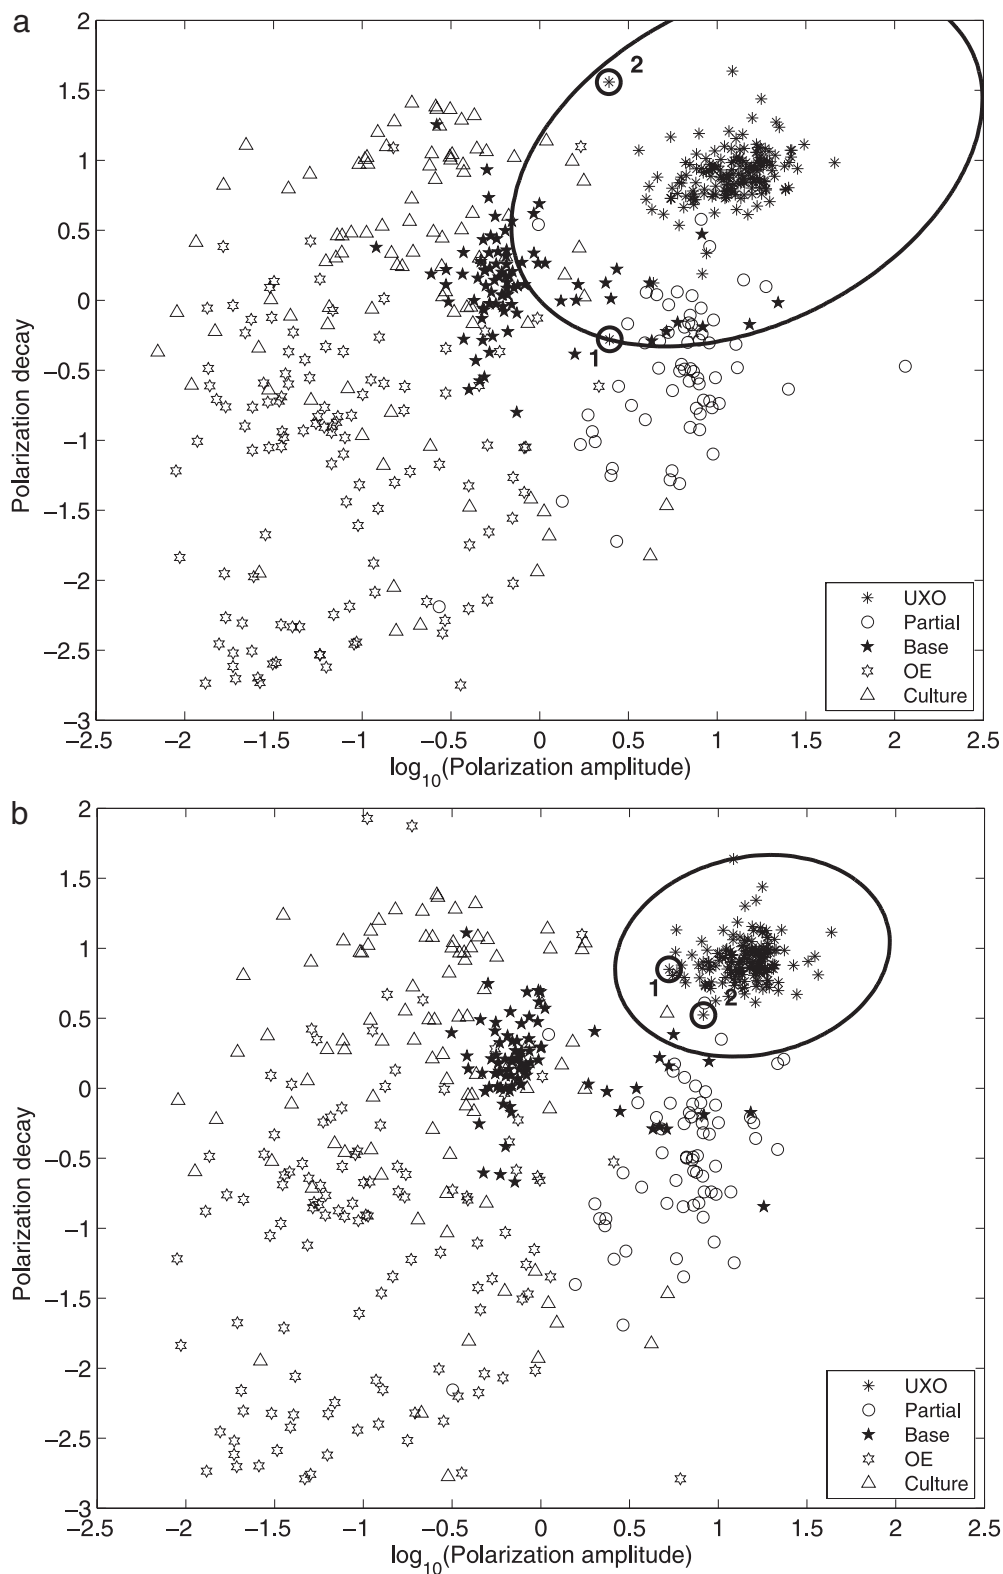 a
2
1.5
1
0.5
0
−0.5
−1
−1.5
−2
−2.5
−3
Polarization decay
2
1
UXO
Partial
Base
OE
Culture
−2.5 −2 −1.5 −1 −0.5 0 0.5 1 1.5 2 2.5
log10(Polarization amplitude)
b
2
1.5
1
0.5
0
−0.5
−1
−1.5
−2
−2.5
−3
Polarization decay
1
2
UXO
Partial
Base
OE
Culture
−2.5 −2 −1.5 −1 −0.5 0 0.5 1 1.5 2 2.5
log10(Polarization amplitude)